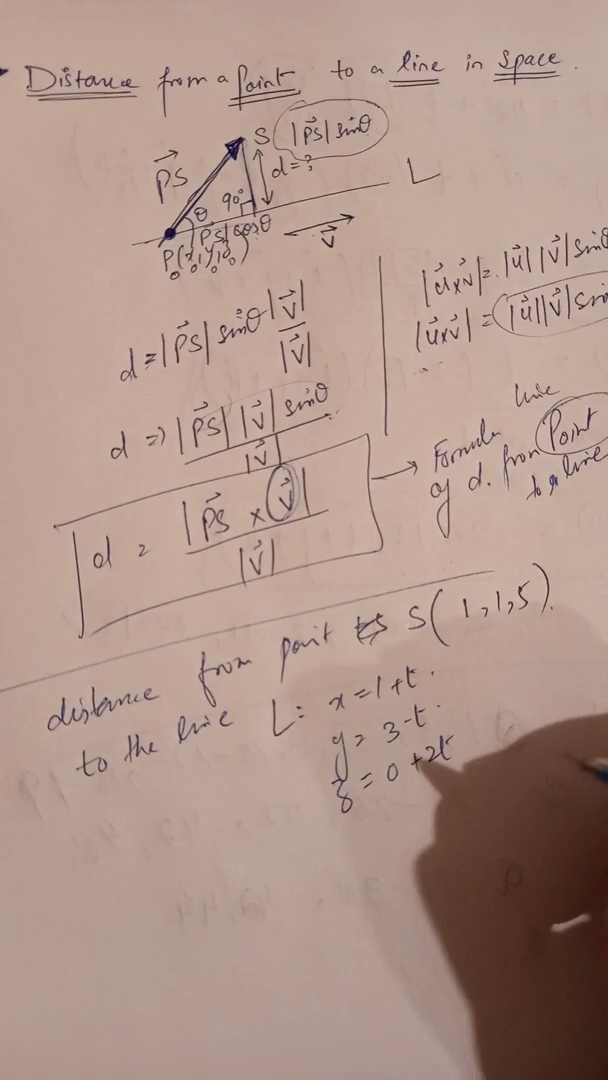 Distance from a Point to a line in space.
S |PS⃗| sinθ
PS⃗
d = ?
L
90°
θ
|PS⃗| cosθ
v⃗
P(x₀, y₀, z₀)
|u⃗×v⃗| = |u⃗||v⃗| sinθ
|u⃗×v⃗| = |u⃗||v⃗| sin
d = |PS⃗| sinθ |v⃗| / |v⃗|
d => |PS⃗| |v⃗| sinθ / |v⃗|
line
d = |PS⃗ × v⃗| / |v⃗|
→ Formula
of d. from Point
to a line
distance from point S(1,1,5).
to the line L: x = 1+t.
y = 3-t.
z = 0+2t